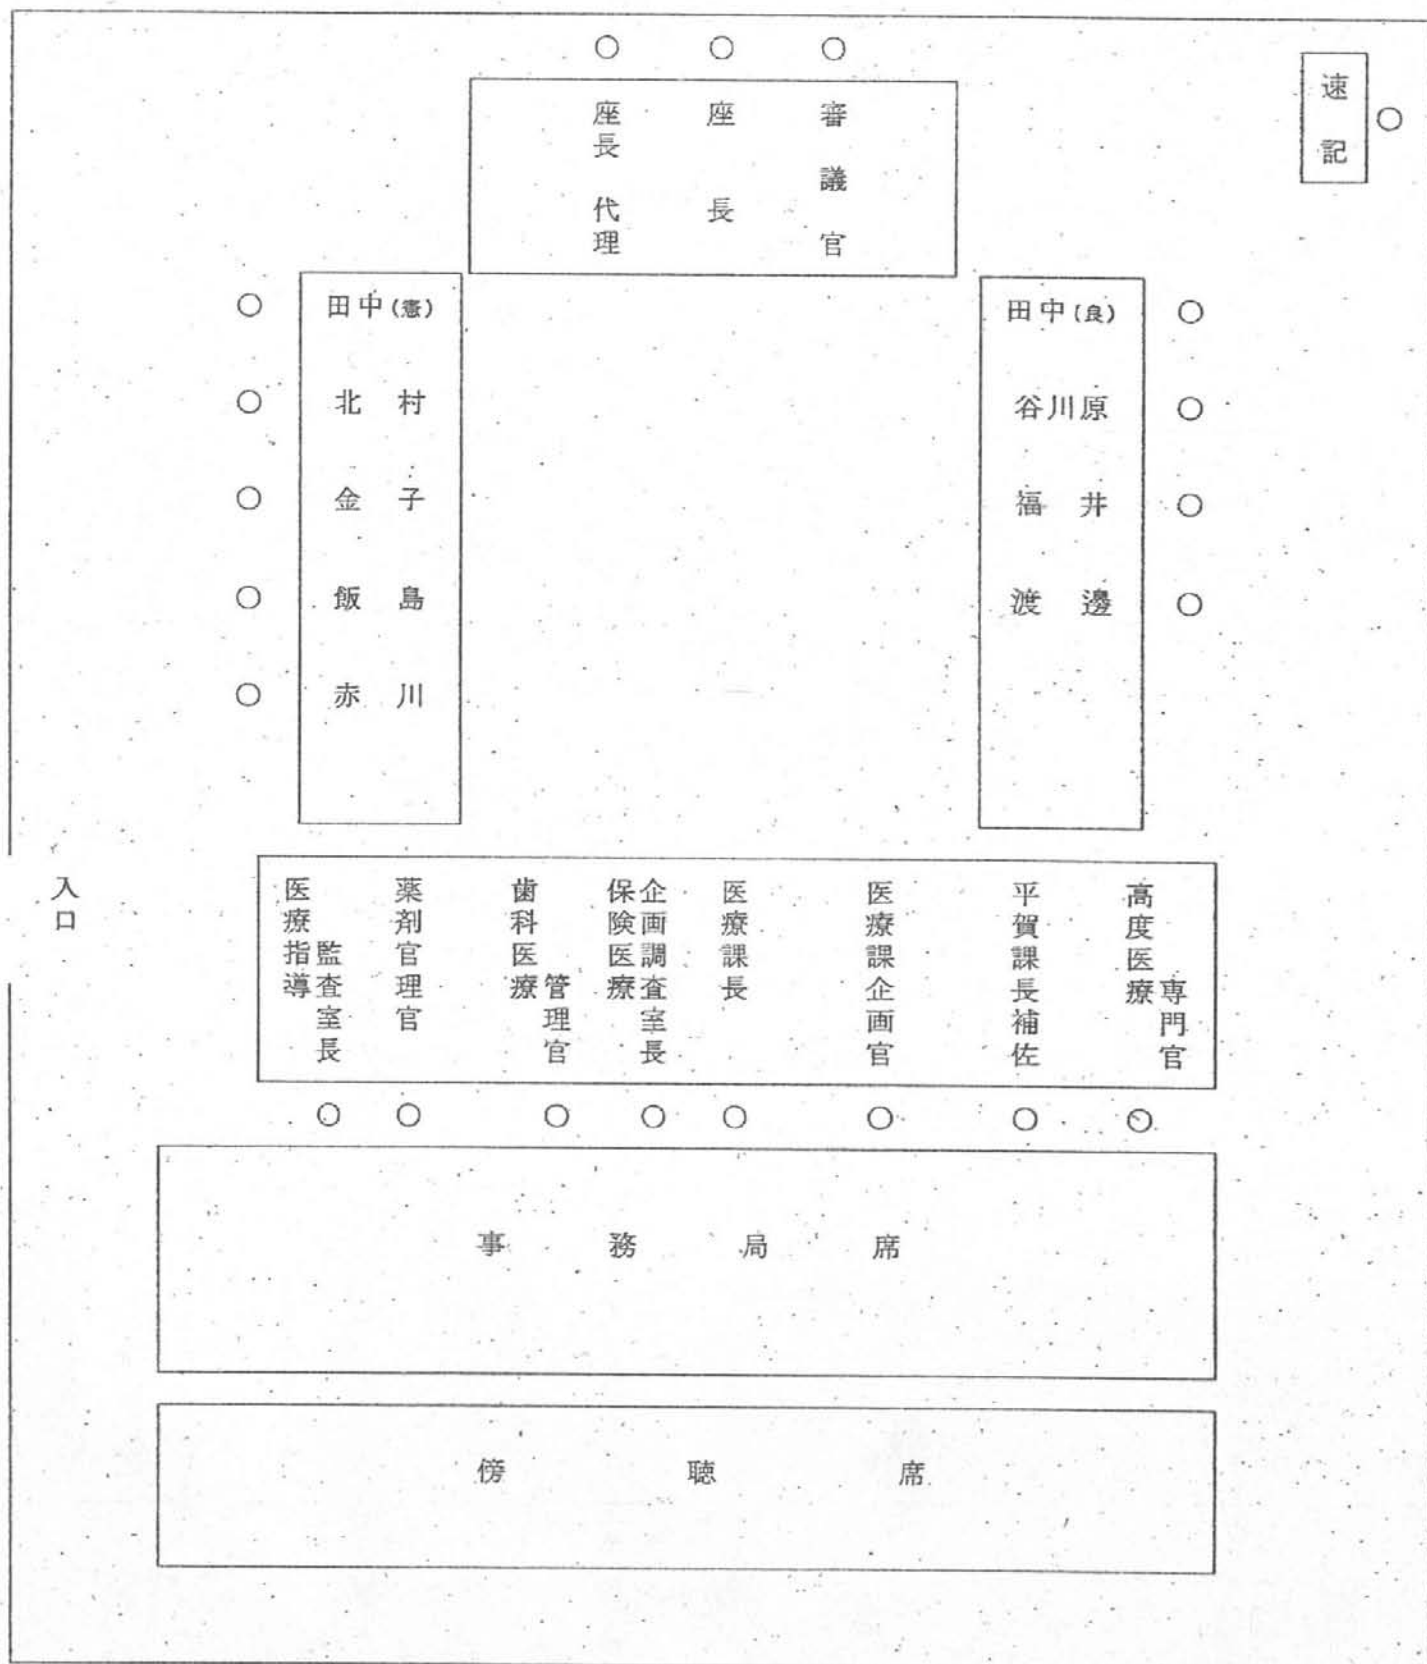 座長代理
座長
審議官
速記
田中(憲)
北村
金子
飯島
赤川
田中(良)
谷川原
福井
渡邊
入口
医療指導
監査室長
薬剤管理官
歯科医療
管理官
保険医療
企画調査室長
医療課長
医療課企画官
平賀課長補佐
高度医療
専門官
事務局席
傍聴席